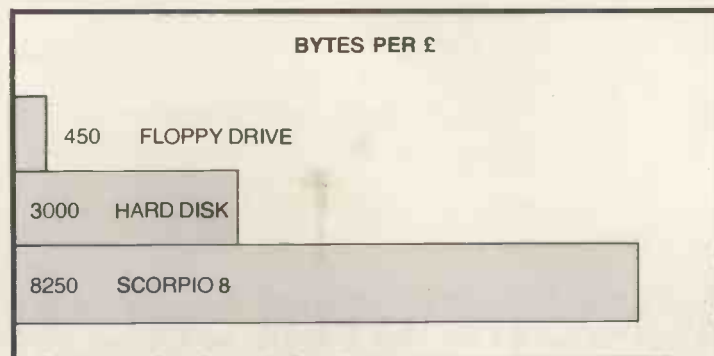 BYTES PER £
450 FLOPPY DRIVE
3000 HARD DISK
8250 SCORPIO 8